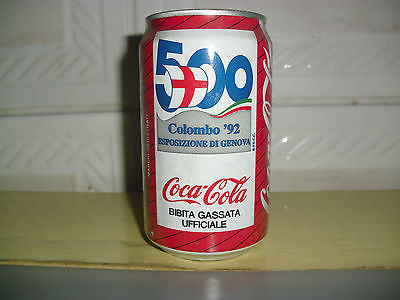 500
Colombo '92
ESPOSIZIONE DI GENOVA
Coca-Cola
BIBITA GASSATA
UFFICIALE